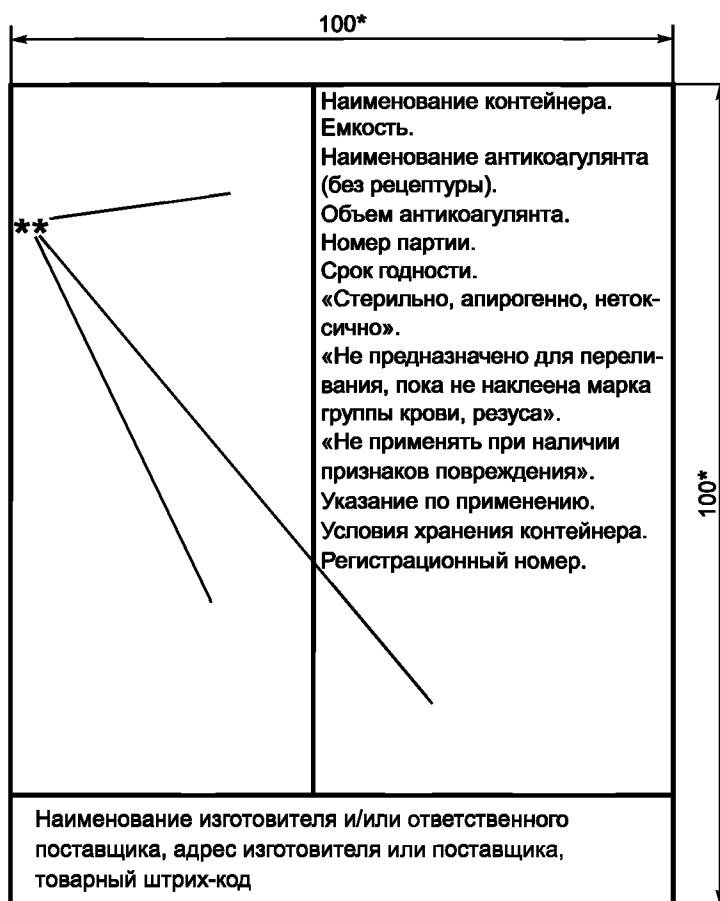 100*
Наименование контейнера.
Емкость.
Наименование антикоагулянта
(без рецептуры).
Объем антикоагулянта.
**
Номер партии.
Срок годности.
«Стерильно, апирогенно, неток-
сично».
«Не предназначено для перели-
вания, пока не наклеена марка
группы крови, резуса».
«Не применять при наличии
признаков повреждения».
Указание по применению.
Условия хранения контейнера.
Регистрационный номер.
100*
Наименование изготовителя и/или ответственного
поставщика, адрес изготовителя или поставщика,
товарный штрих-код